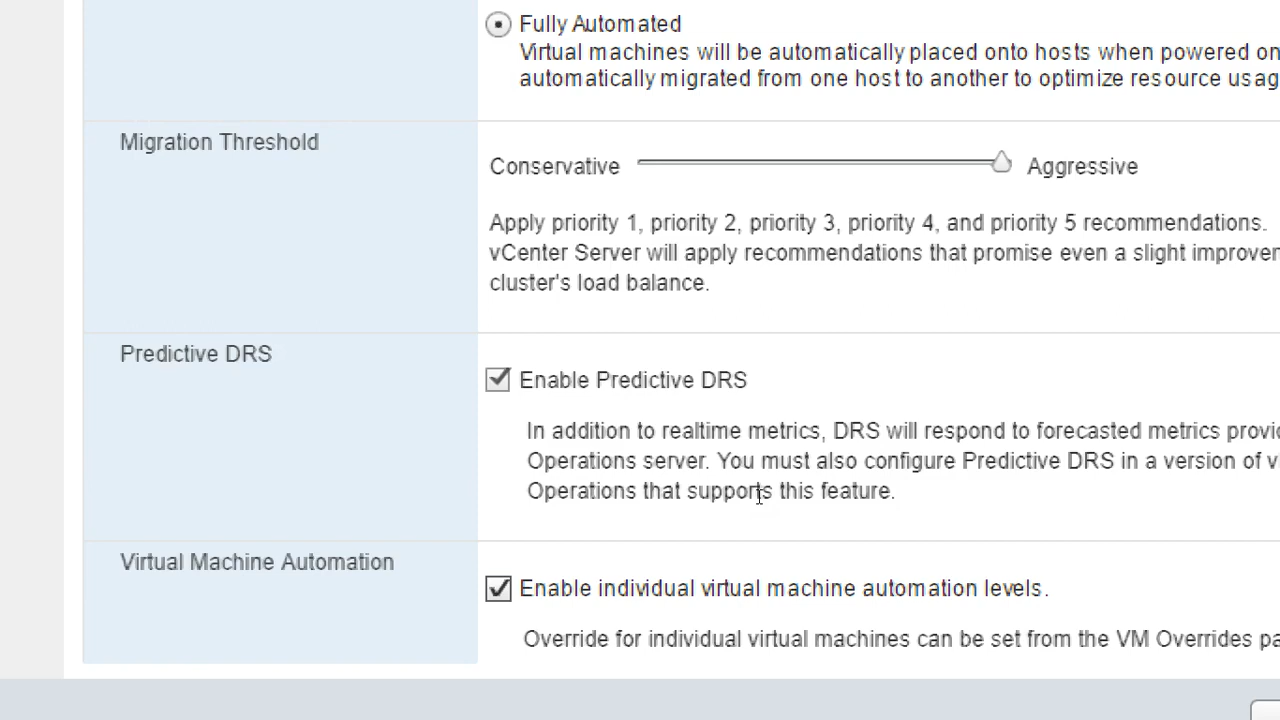 Fully Automated
Virtual machines will be automatically placed onto hosts when powered on
automatically migrated from one host to another to optimize resource usag
Migration Threshold
Conservative Aggressive
Apply priority 1, priority 2, priority 3, priority 4, and priority 5 recommendations.
vCenter Server will apply recommendations that promise even a slight improvem
cluster's load balance.
Predictive DRS
Enable Predictive DRS
In addition to realtime metrics, DRS will respond to forecasted metrics provi
Operations server. You must also configure Predictive DRS in a version of v
Operations that supports this feature.
Virtual Machine Automation
Enable individual virtual machine automation levels.
Override for individual virtual machines can be set from the VM Overrides pa